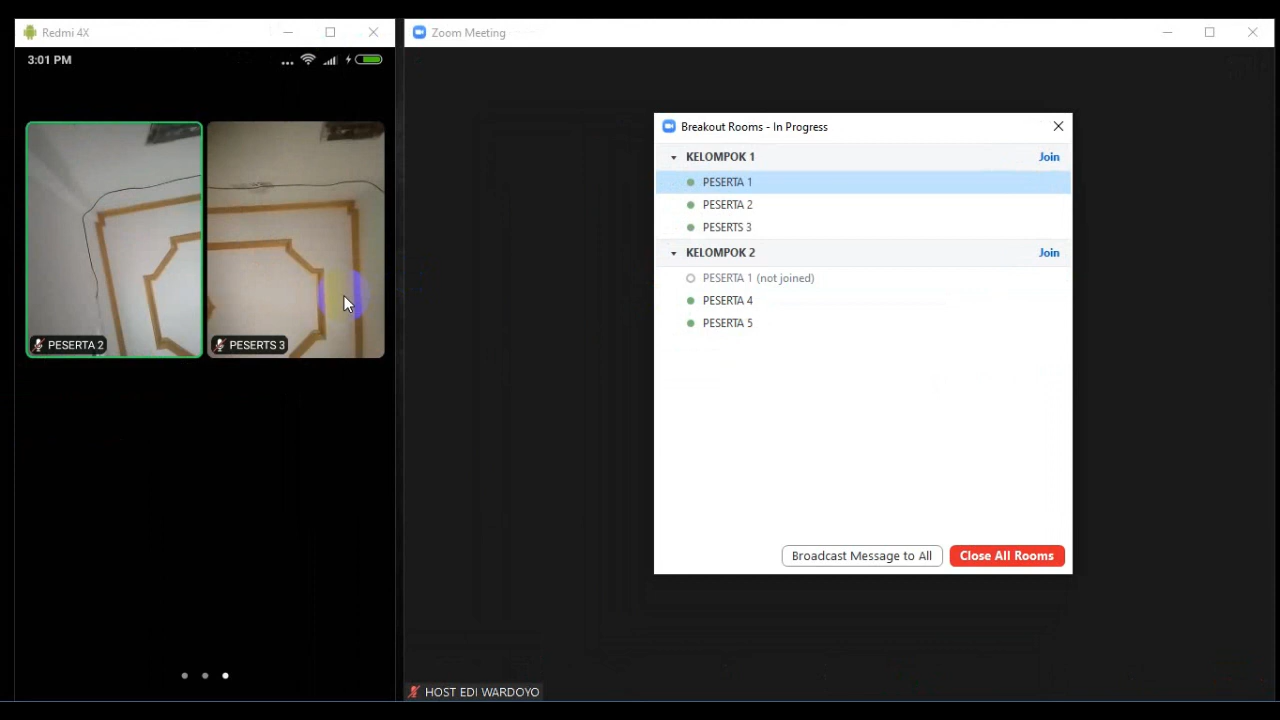 Redmi 4X
3:01 PM
PESERTA 2
PESERTS 3
Zoom Meeting
Breakout Rooms - In Progress
KELOMPOK 1 Join
PESERTA 1
PESERTA 2
PESERTS 3
KELOMPOK 2 Join
PESERTA 1 (not joined)
PESERTA 4
PESERTA 5
Broadcast Message to All Close All Rooms
HOST EDI WARDOYO